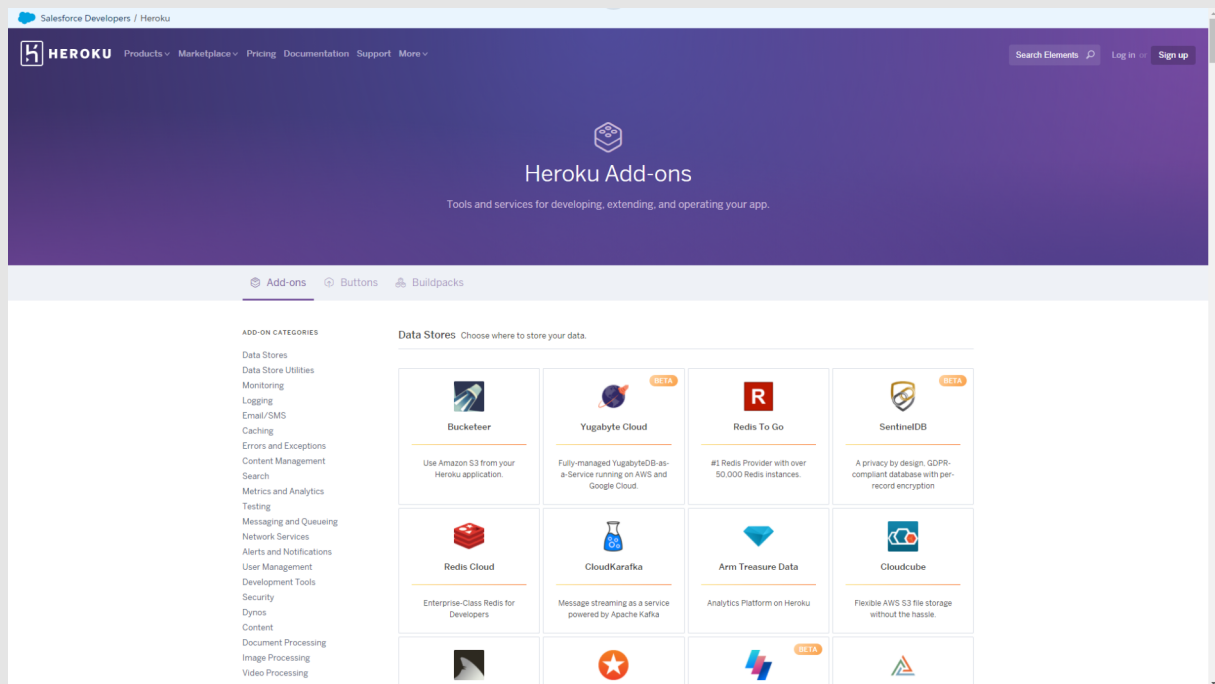 Salesforce Developers / Heroku
HEROKU Products Marketplace Pricing Documentation Support More Search Elements Log in or Sign up
Heroku Add-ons
Tools and services for developing, extending, and operating your app.
Add-ons Buttons Buildpacks
ADD-ON CATEGORIES
Data Stores
Data Store Utilities
Monitoring
Logging
Email/SMS
Caching
Errors and Exceptions
Content Management
Search
Metrics and Analytics
Testing
Messaging and Queueing
Network Services
Alerts and Notifications
User Management
Development Tools
Security
Dynos
Content
Document Processing
Image Processing
Video Processing
Data Stores Choose where to store your data.
Bucketeer
Use Amazon S3 from your
Heroku application.
BETA
Yugabyte Cloud
Fully-managed YugabyteDB-as-
a-Service running on AWS and
Google Cloud.
R
Redis To Go
#1 Redis Provider with over
50,000 Redis instances.
BETA
SentinelDB
A privacy by design, GDPR-
compliant database with per-
record encryption
Redis Cloud
Enterprise-Class Redis for
Developers
CloudKarafka
Message streaming as a service
powered by Apache Kafka
Arm Treasure Data
Analytics Platform on Heroku
Cloudcube
Flexible AWS S3 file storage
without the hassle.
BETA